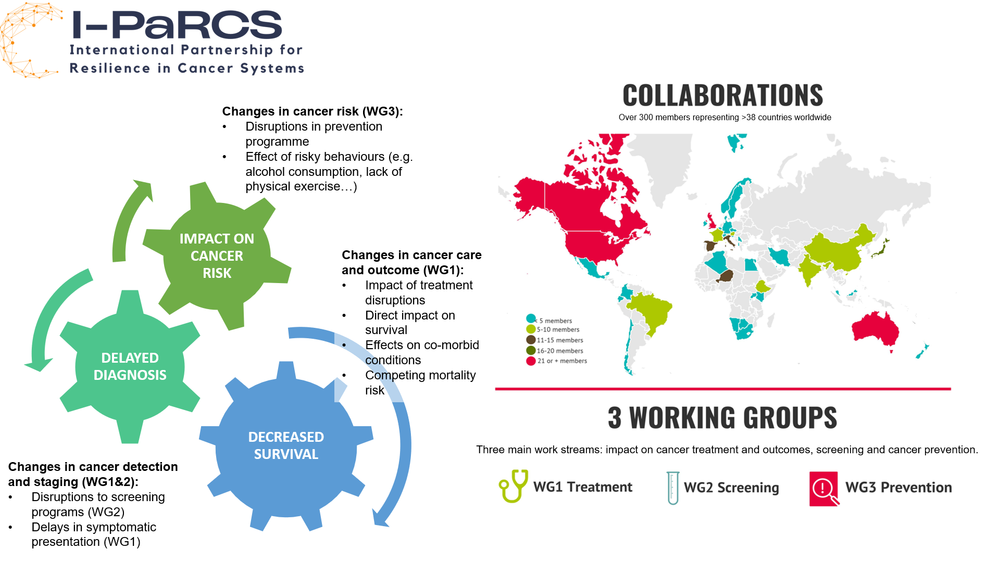 I-PaRCS
International Partnership for
Resilience in Cancer Systems
Changes in cancer risk (WG3):
• Disruptions in prevention
programme
• Effect of risky behaviours (e.g.
alcohol consumption, lack of
physical exercise…)
IMPACT ON
CANCER
RISK
DELAYED
DIAGNOSIS
DECREASED
SURVIVAL
Changes in cancer care
and outcome (WG1):
• Impact of treatment
disruptions
• Direct impact on
survival
• Effects on co-morbid
conditions
• Competing mortality
risk
Changes in cancer detection
and staging (WG1&2):
• Disruptions to screening
programs (WG2)
• Delays in symptomatic
presentation (WG1)
COLLABORATIONS
Over 300 members representing >38 countries worldwide
< 5 members
5-10 members
11-15 members
16-20 members
21 or + members
3 WORKING GROUPS
Three main work streams: impact on cancer treatment and outcomes, screening and cancer prevention.
WG1 Treatment
WG2 Screening
WG3 Prevention